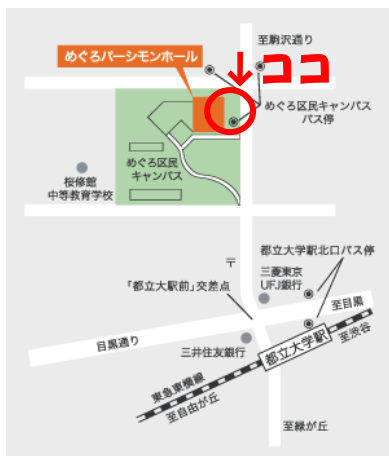 至駒沢通り
めぐろパーシモンホール
↓ココ
めぐろ区民キャンパス
バス停
めぐろ区民
キャンパス
桜修館
中等教育学校
〒
都立大学駅北口バス停
三菱東京
UFJ銀行
「都立大駅前」交差点
至目黒
目黒通り
三井住友銀行
都立大学駅
至渋谷
東急東横線
至自由が丘
至緑が丘